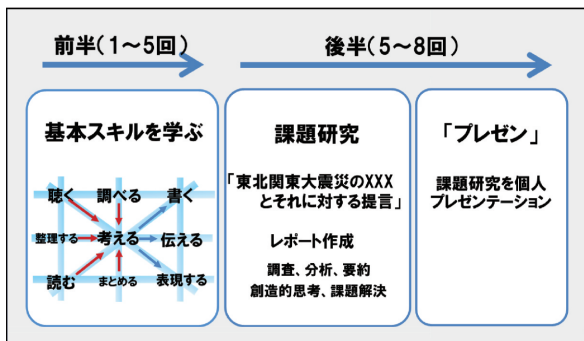 前半(1〜5回)
後半(5〜8回)
基本スキルを学ぶ
聴く 調べる 書く
整理する 考える 伝える
読む まとめる 表現する
課題研究
「東北関東大震災のXXX
とそれに対する提言」
レポート作成
調査、分析、要約
創造的思考、課題解決
「プレゼン」
課題研究を個人
プレゼンテーション